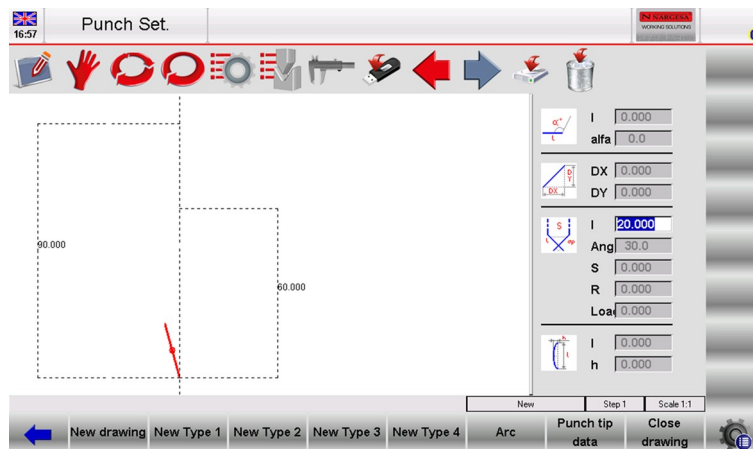 16:57
Punch Set.
NARGESA
WORKING SOLUTIONS
α°
l
l 0.000
alfa 0.0
DX
DY
DX 0.000
DY 0.000
S
l
l 20.000
Ang 30.0
S 0.000
R 0.000
Load 0.000
h
l
l 0.000
h 0.000
90.000
60.000
New
Step 1
Scale 1:1
New drawing
New Type 1
New Type 2
New Type 3
New Type 4
Arc
Punch tip
data
Close
drawing